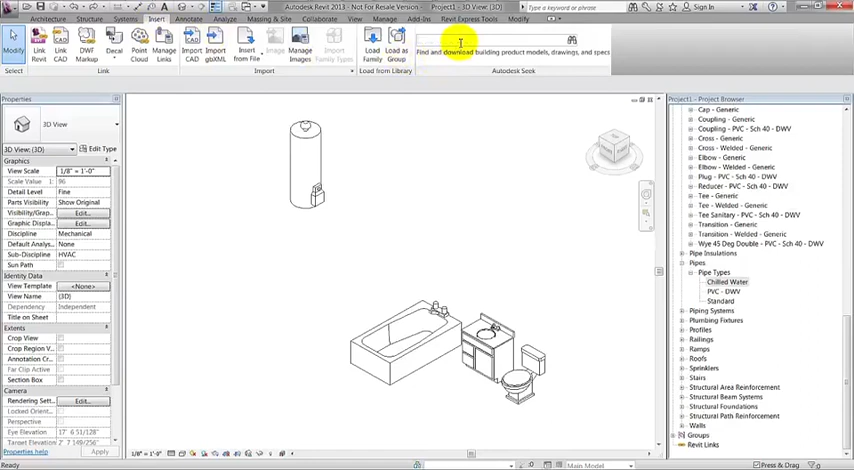 Autodesk Revit 2013 - Not For Resale Version - Project1 - 3D View: {3D}
Type a keyword or phrase
Sign In
Architecture Structure Systems Insert Annotate Analyze Massing & Site Collaborate View Manage Add-Ins Revit Express Tools Modify
Modify
Link Revit
Link CAD
DWF Markup
Decal
Point Cloud
Manage Links
Import CAD
Import gbXML
Insert from File
Image
Import Family Types
Manage Images
Load Family
Load as Group
Find and download building product models, drawings, and specs
Select
Link
Import
Load from Library
Autodesk Seek
Properties
3D View
3D View: {3D}
Edit Type
Graphics
View Scale 1/8" = 1'-0"
Scale Value 1: 96
Detail Level Fine
Parts Visibility Show Original
Visibility/Grap... Edit...
Graphic Displa... Edit...
Discipline Mechanical
Default Analys... None
Sub-Discipline HVAC
Sun Path
Identity Data
View Template <None>
View Name {3D}
Dependency Independent
Title on Sheet
Extents
Crop View
Crop Region V...
Annotation Cr...
Far Clip Active
Section Box
Camera
Rendering Sett... Edit...
Locked Orient...
Perspective
Eye Elevation 17' 6 51/128"
Target Elevation 2' 7 149/256"
Properties help
Apply
1/8" = 1'-0"
Project1 - Project Browser
Cap - Generic
Coupling - Generic
Coupling - PVC - Sch 40 - DWV
Cross - Generic
Cross - Welded - Generic
Elbow - Generic
Elbow - Welded - Generic
Plug - PVC - Sch 40 - DWV
Reducer - PVC - Sch 40 - DWV
Tee - Generic
Tee - Welded - Generic
Tee Sanitary - PVC - Sch 40 - DWV
Transition - Generic
Transition - Welded - Generic
Wye 45 Deg Double - PVC - Sch 40 - DWV
Pipe Insulations
Pipes
Pipe Types
Chilled Water
PVC - DWV
Standard
Piping Systems
Plumbing Fixtures
Profiles
Railings
Ramps
Roofs
Sprinklers
Stairs
Structural Area Reinforcement
Structural Beam Systems
Structural Foundations
Structural Path Reinforcement
Walls
Groups
Revit Links
Ready
Main Model
Press & Drag